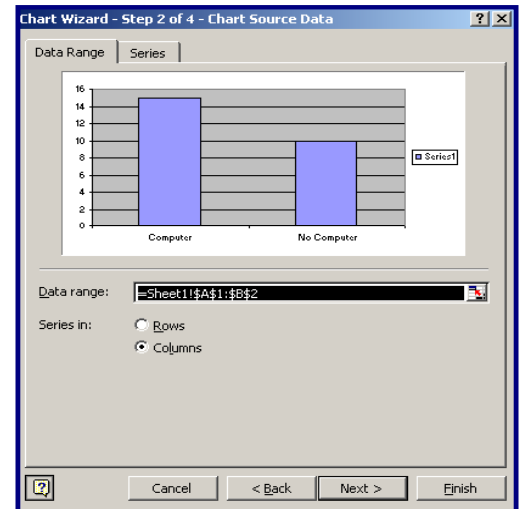 Chart Wizard - Step 2 of 4 - Chart Source Data
Data Range Series
16
14
12
10
8
6
4
2
0
Computer No Computer
Series1
Data range: =Sheet1!$A$1:$B$2
Series in: Rows
Columns
Cancel < Back Next > Finish